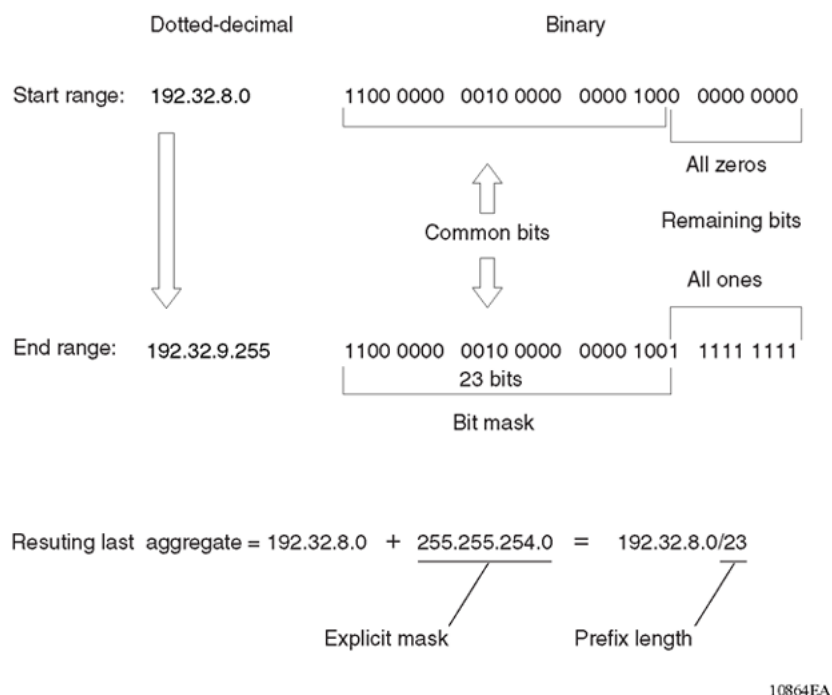 Dotted-decimal Binary
Start range: 192.32.8.0 1100 0000 0010 0000 0000 1000 0000 0000
All zeros
Common bits Remaining bits
All ones
End range: 192.32.9.255 1100 0000 0010 0000 0000 1001 1111 1111
23 bits
Bit mask
Resuting last aggregate = 192.32.8.0 + 255.255.254.0 = 192.32.8.0/23
Explicit mask Prefix length
10864EA